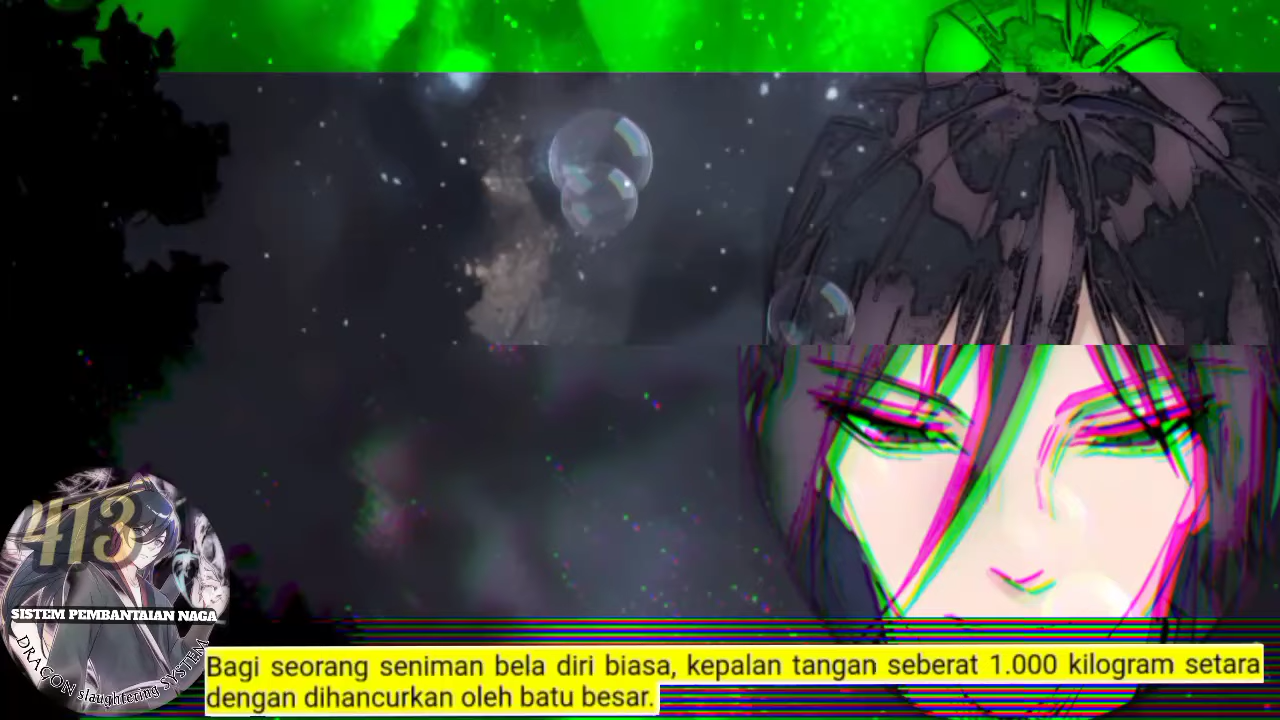 413
SISTEM PEMBANTAIAN NAGA
DRAGON slaughtering SYSTEM
Bagi seorang seniman bela diri biasa, kepalan tangan seberat 1.000 kilogram setara
dengan dihancurkan oleh batu besar.